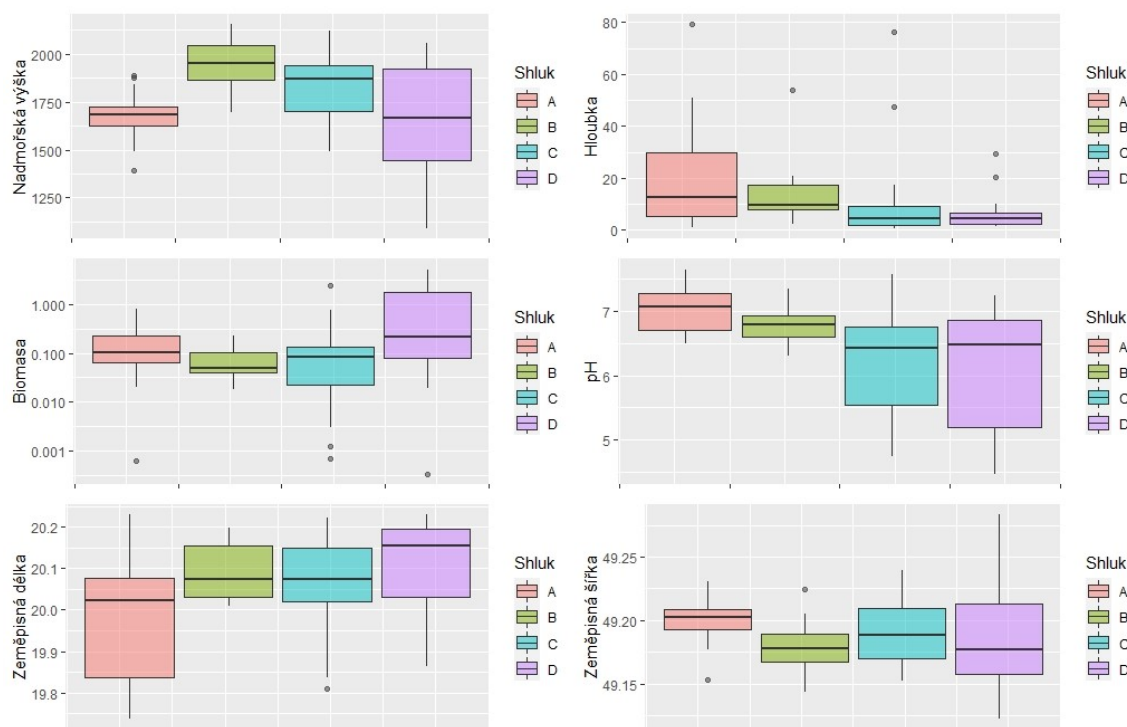 Nadmořská výška
2000
1750
1500
1250
Shluk
A
B
C
D
Hloubka
80
60
40
20
0
Shluk
A
B
C
D
Biomasa
1.000
0.100
0.010
0.001
Shluk
A
B
C
D
pH
7
6
5
Shluk
A
B
C
D
Zeměpisná délka
20.2
20.1
20.0
19.9
19.8
Shluk
A
B
C
D
Zeměpisná šířka
49.25
49.20
49.15
Shluk
A
B
C
D